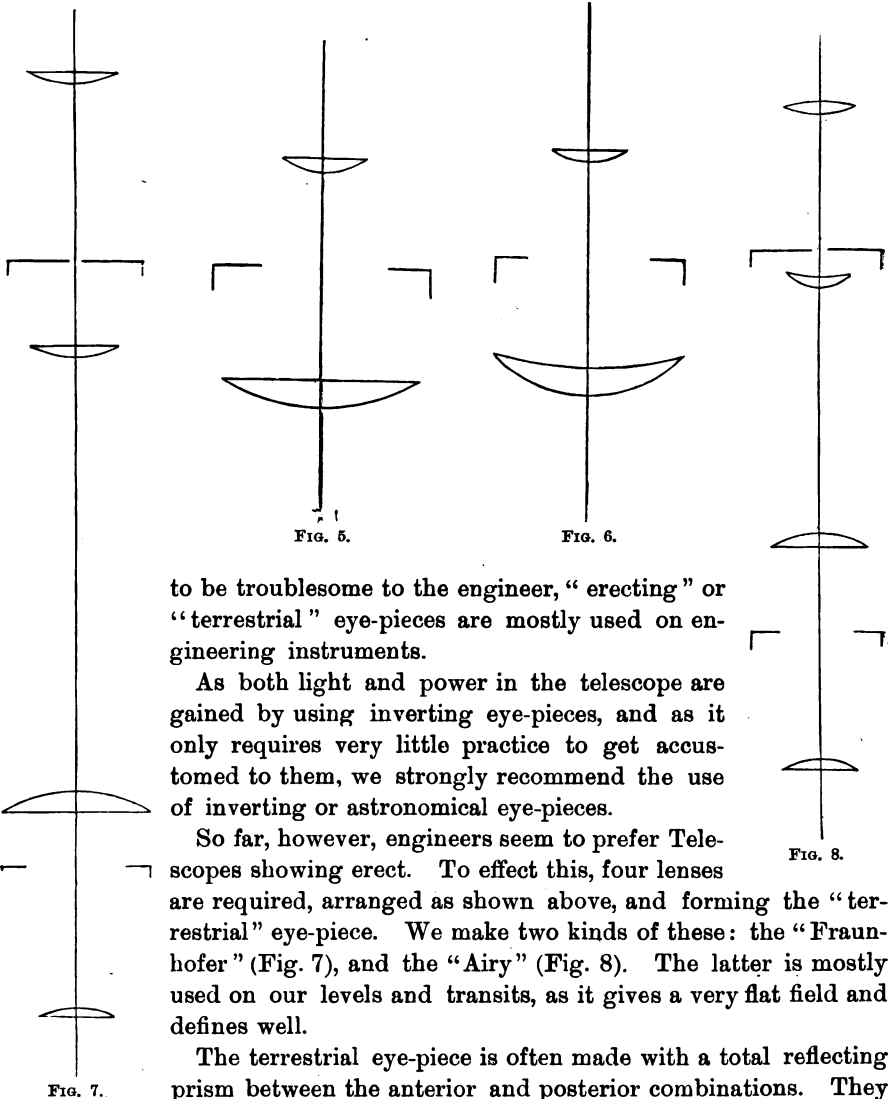 FIG. 5.
FIG. 6.
to be troublesome to the engineer, “ erecting ” or
“ terrestrial ” eye-pieces are mostly used on en-
gineering instruments.
As both light and power in the telescope are
gained by using inverting eye-pieces, and as it
only requires very little practice to get accus-
tomed to them, we strongly recommend the use
of inverting or astronomical eye-pieces.
So far, however, engineers seem to prefer Tele-
FIG. 8.
scopes showing erect. To effect this, four lenses
are required, arranged as shown above, and forming the “ ter-
restrial” eye-piece. We make two kinds of these: the “ Fraun-
hofer ” (Fig. 7), and the “Airy” (Fig. 8). The latter is mostly
used on our levels and transits, as it gives a very flat field and
defines well.
The terrestrial eye-piece is often made with a total reflecting
prism between the anterior and posterior combinations. They
FIG. 7.